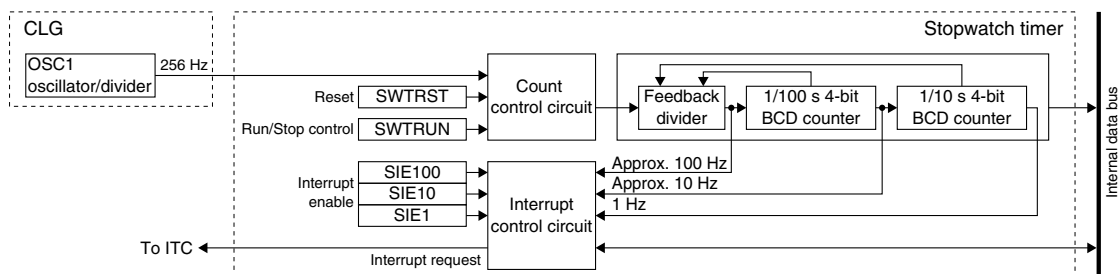 CLG
Stopwatch timer
OSC1
oscillator/divider
256 Hz
Reset
SWTRST
Run/Stop control
SWTRUN
Count
control circuit
Feedback
divider
1/100 s 4-bit
BCD counter
1/10 s 4-bit
BCD counter
Internal data bus
Interrupt
enable
SIE100
SIE10
SIE1
Interrupt
control circuit
Approx. 100 Hz
Approx. 10 Hz
1 Hz
To ITC
Interrupt request